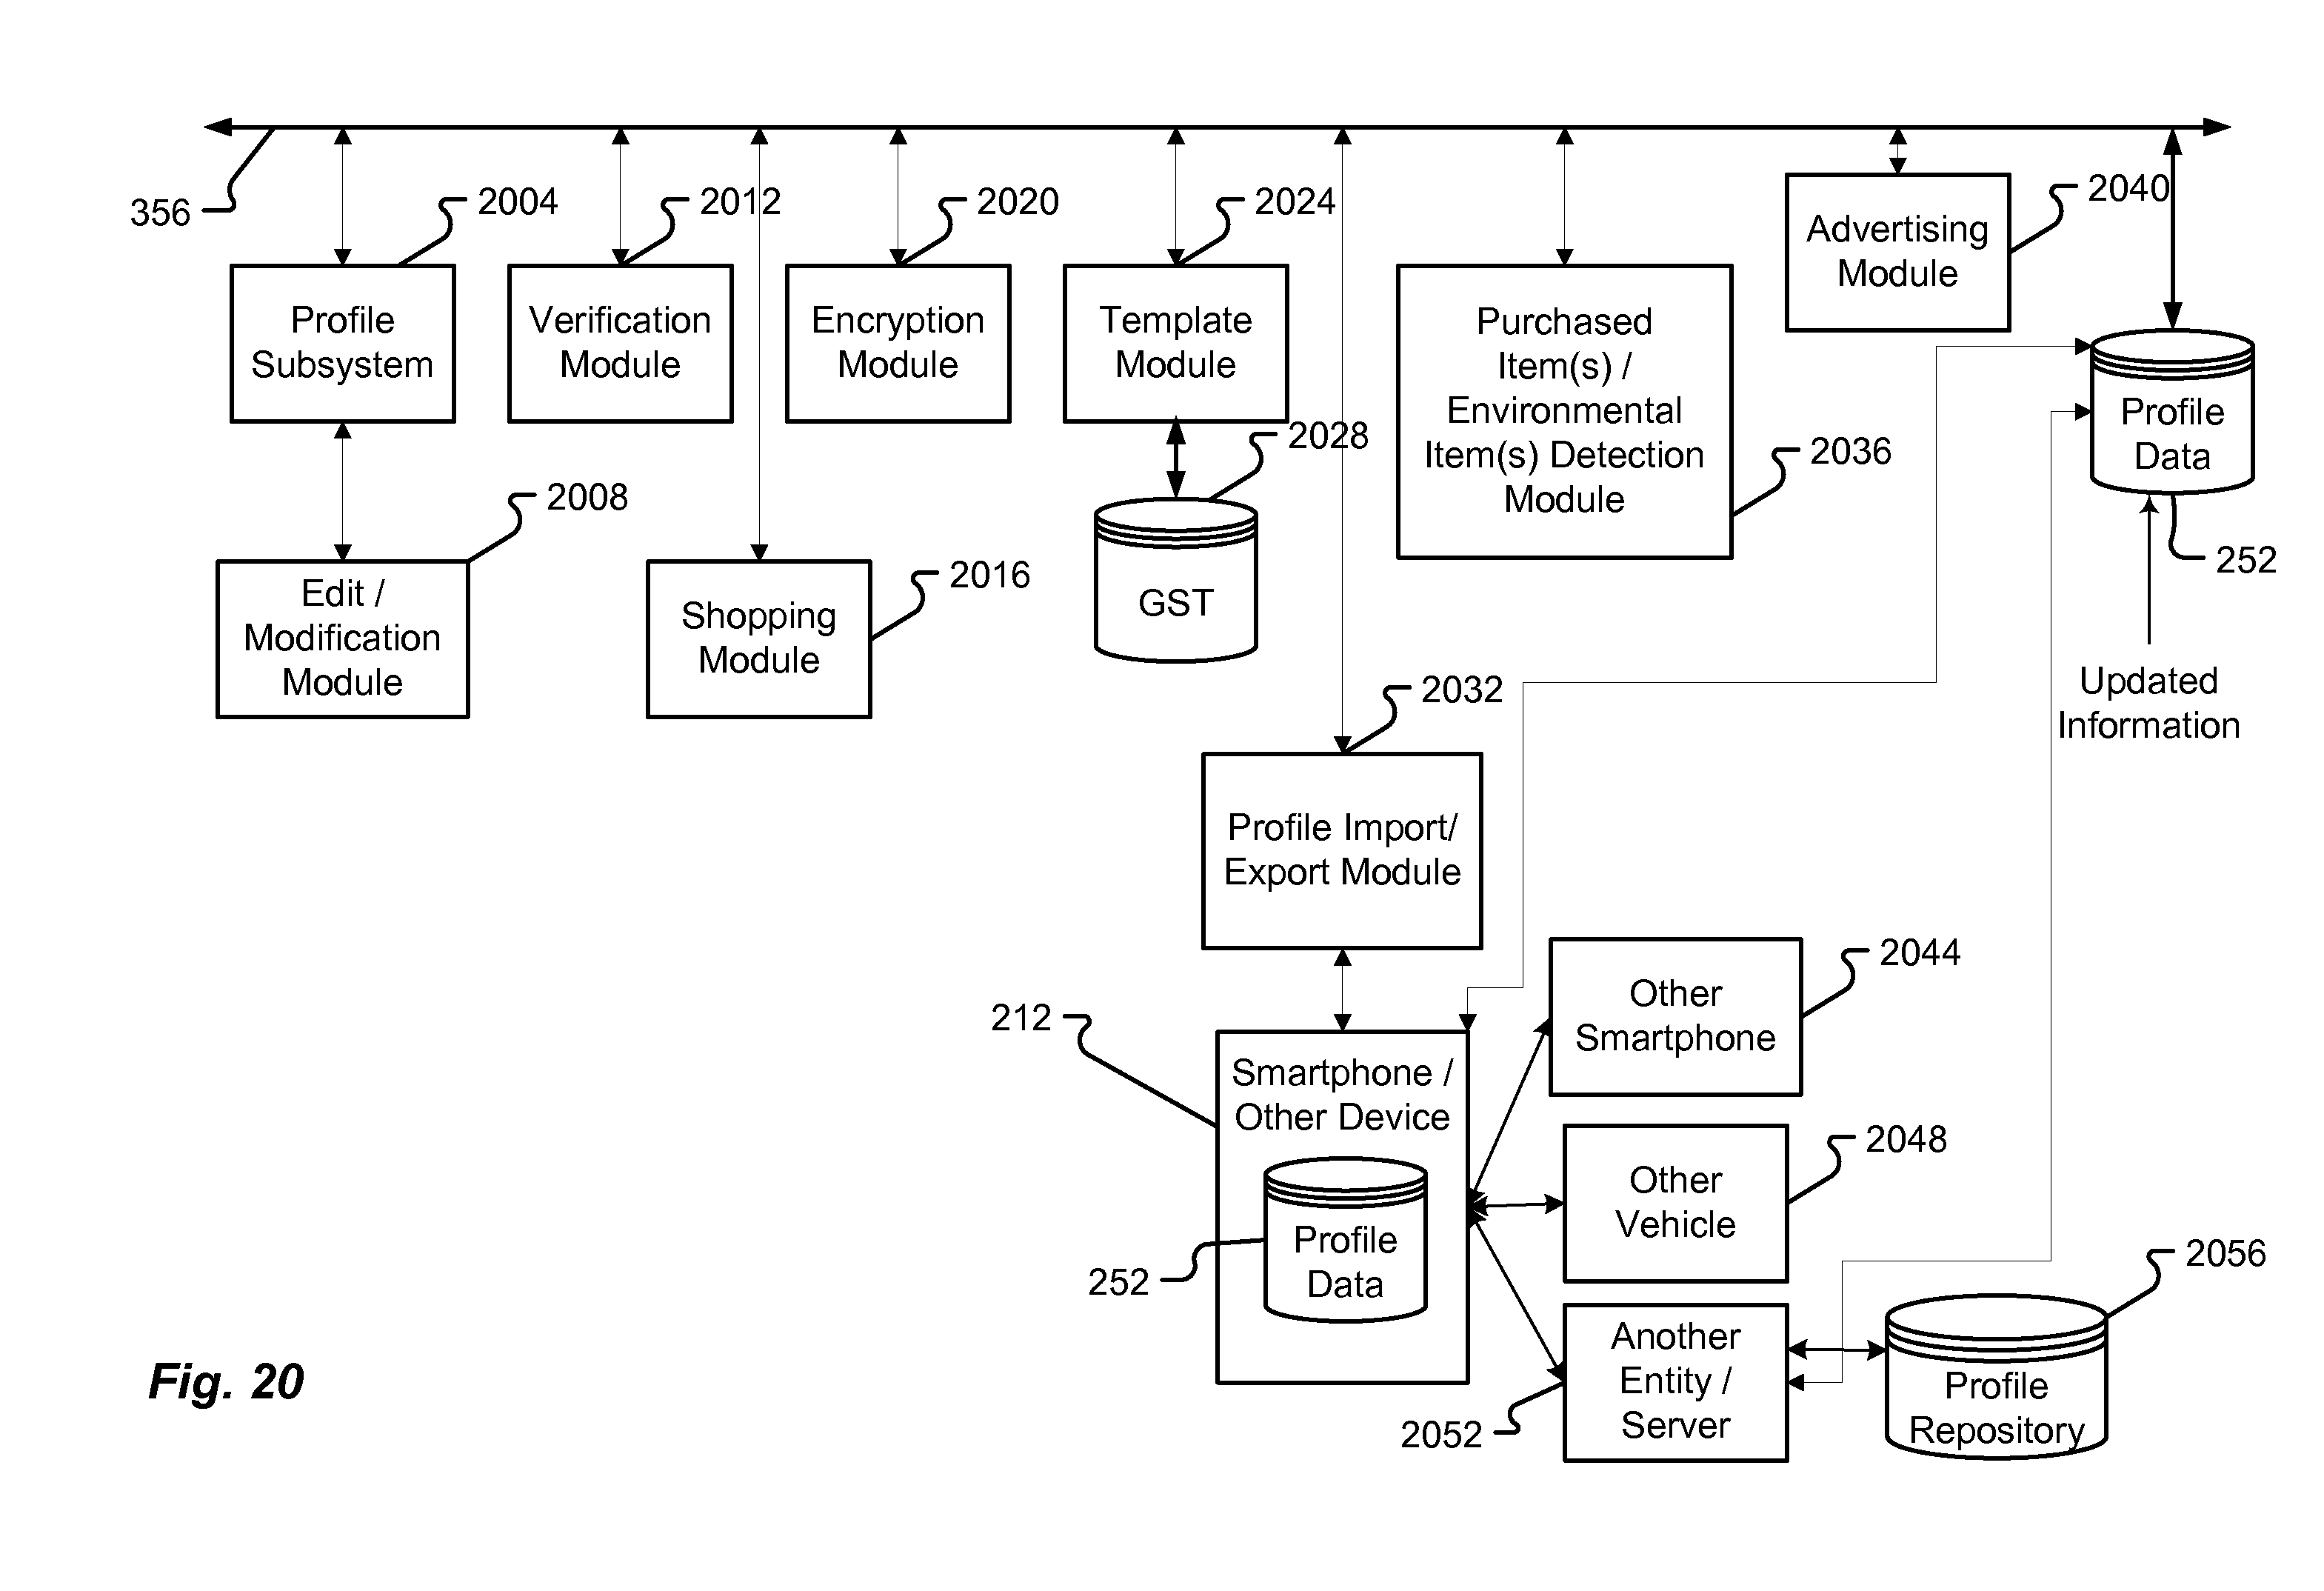 356
2004
2012
2020
2024
2040
Profile
Subsystem
Verification
Module
Encryption
Module
Template
Module
Purchased
Item(s) /
Environmental
Item(s) Detection
Module
Advertising
Module
Profile
Data
2028
2036
2008
252
Edit /
Modification
Module
Shopping
Module
2016
GST
Updated
Information
2032
Profile Import/
Export Module
212
2044
Other
Smartphone
Smartphone /
Other Device
2048
Other
Vehicle
252
Profile
Data
2056
Another
Entity /
Server
2052
Profile
Repository
Fig. 20